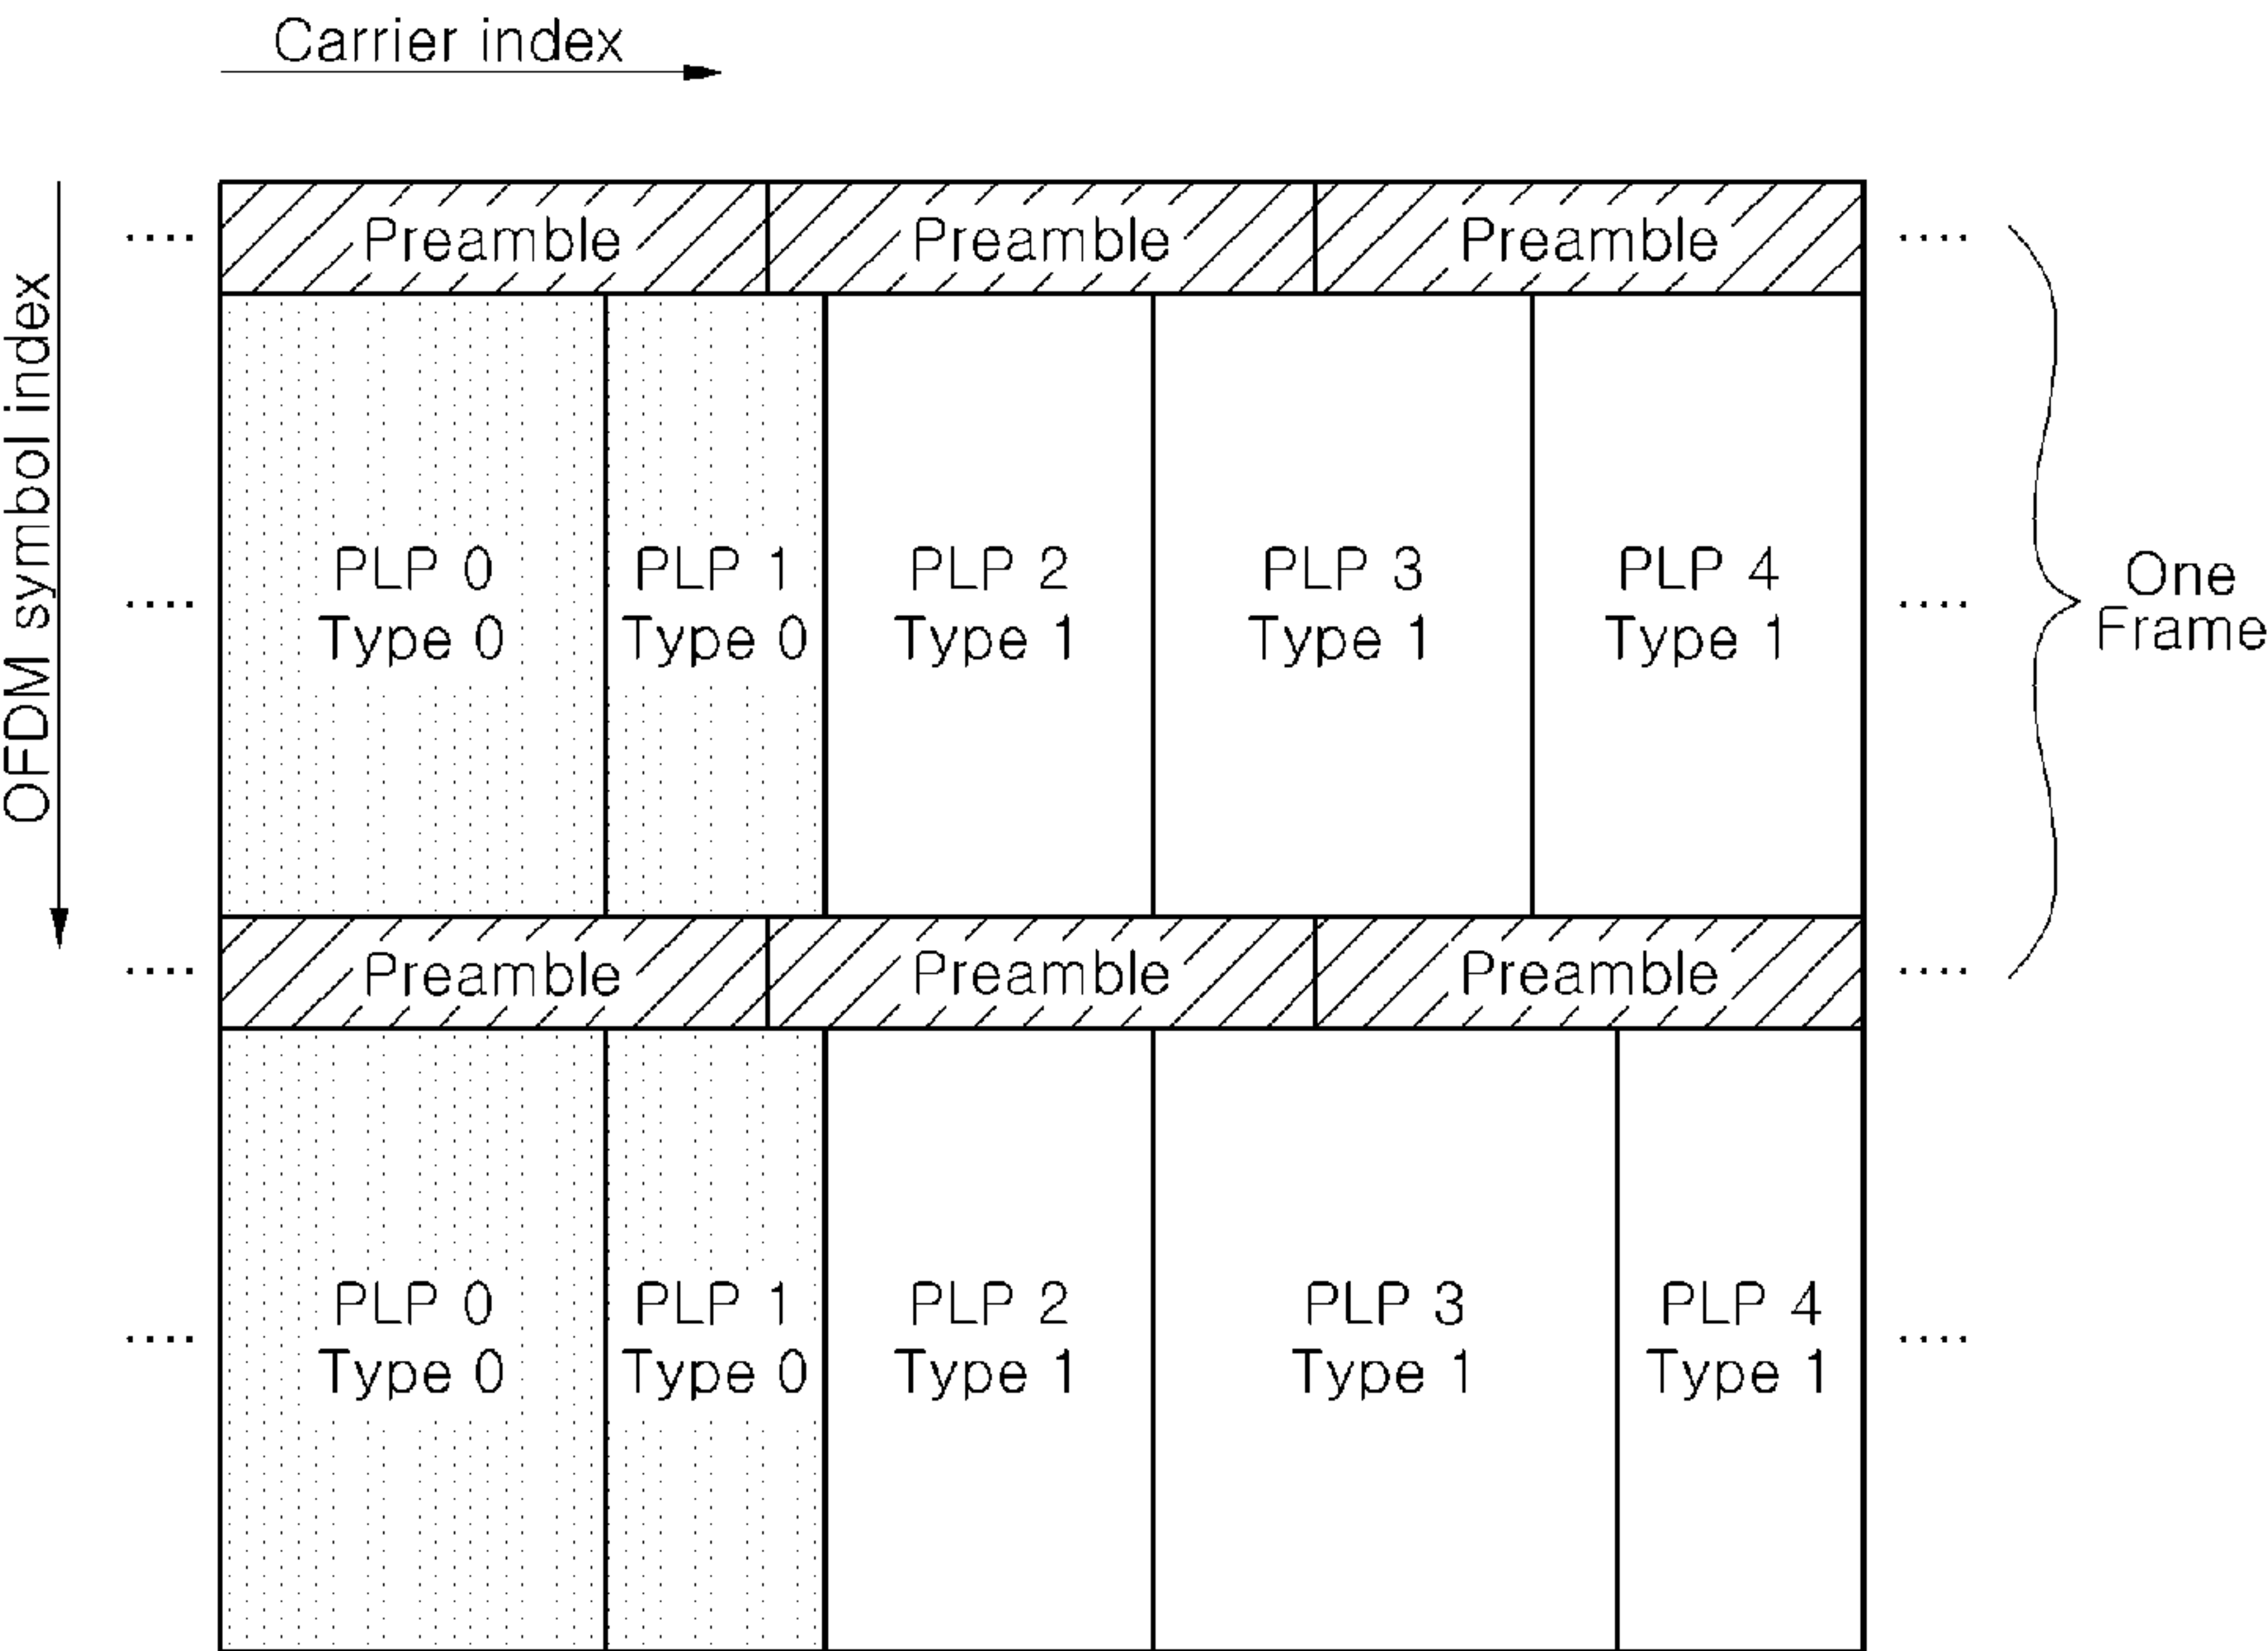 Carrier index
OFDM symbol index
.... Preamble Preamble Preamble ....
.... PLP 0 PLP 1 PLP 2 PLP 3 PLP 4 ....
Type 0 Type 0 Type 1 Type 1 Type 1
One
Frame
.... Preamble Preamble Preamble ....
.... PLP 0 PLP 1 PLP 2 PLP 3 PLP 4 ....
Type 0 Type 0 Type 1 Type 1 Type 1